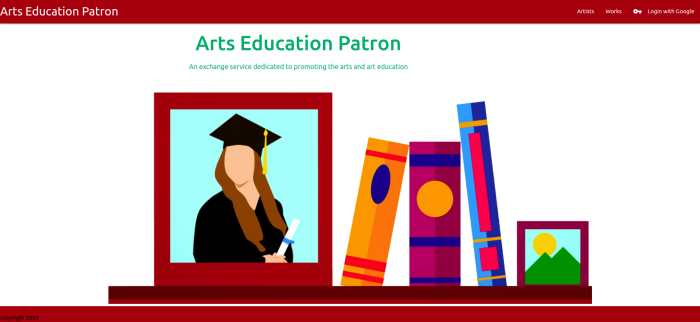 Arts Education Patron
Artists Works Login with Google
Arts Education Patron
An exchange service dedicated to promoting the arts and art education
copyright 2020